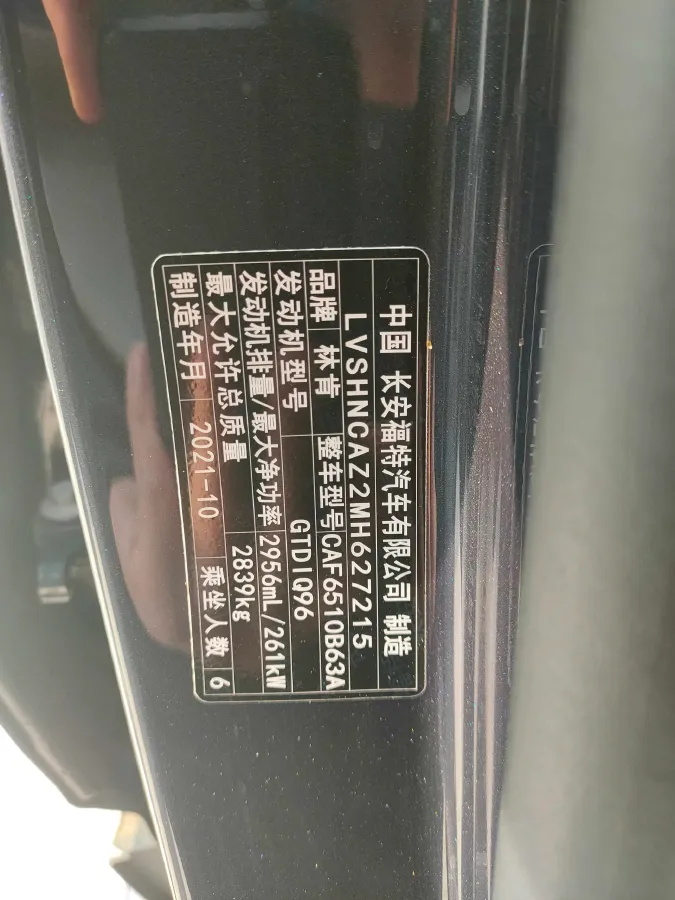 中国 长安福特汽车有限公司 制造
LVSHNCAZ2MH627215
品牌 林肯 整车型号 CAF6510B63A
发动机型号 GTDIQ96
发动机排量/最大净功率 2956mL/261kW
最大允许总质量 2839kg
制造年月 2021-10 乘坐人数 6